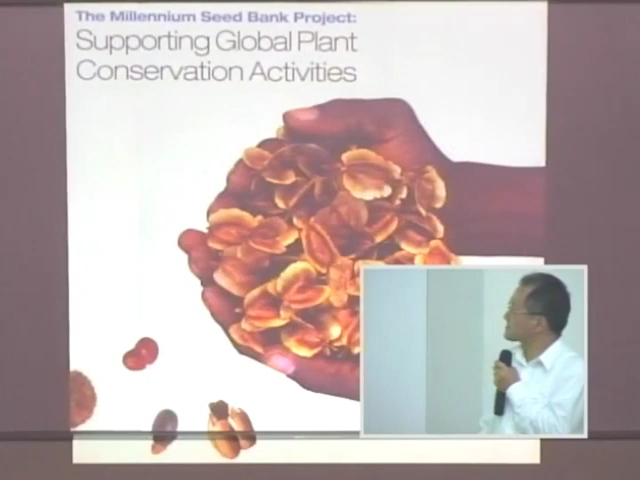 The Millennium Seed Bank Project:
Supporting Global Plant
Conservation Activities